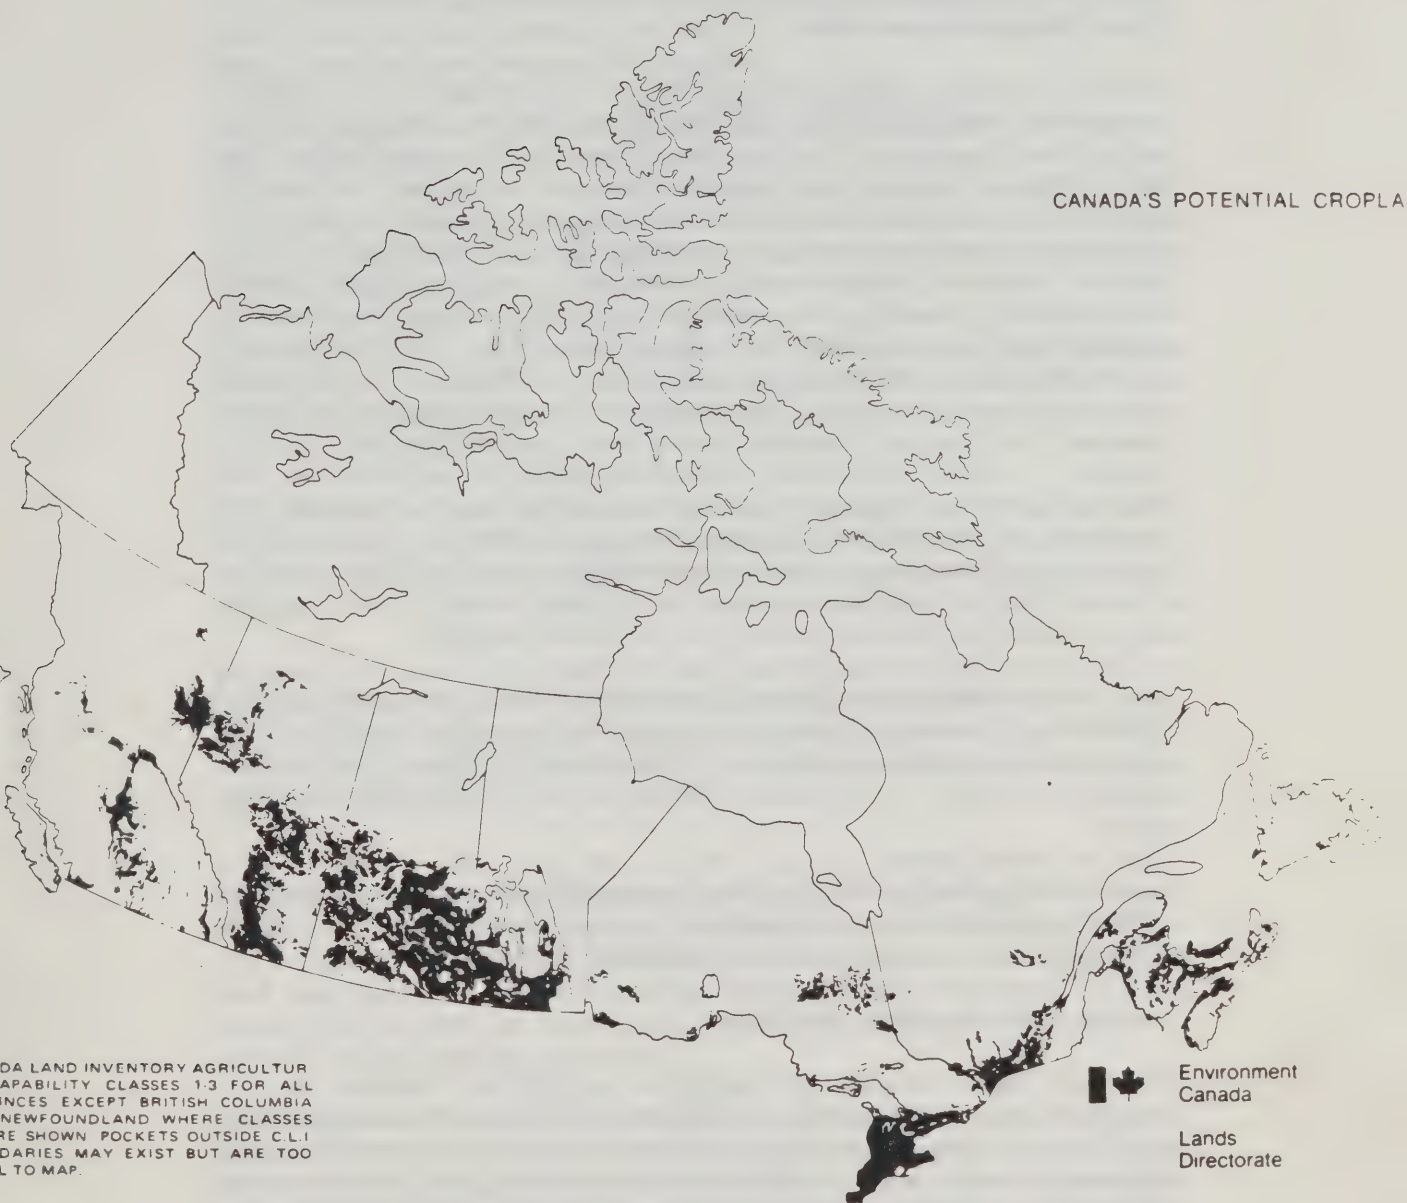 CANADA'S POTENTIAL CROPLA
DA LAND INVENTORY AGRICULTUR
APABILITY CLASSES 1-3 FOR ALL
INCES EXCEPT BRITISH COLUMBIA
NEWFOUNDLAND WHERE CLASSES
RE SHOWN POCKETS OUTSIDE C.L.I
DARIES MAY EXIST BUT ARE TOO
L TO MAP.
Environment
Canada
Lands
Directorate